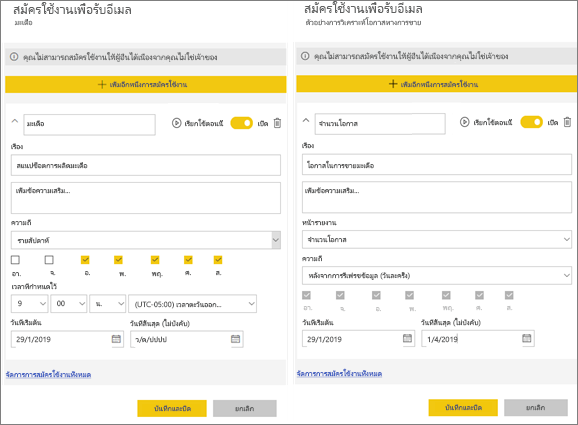 สมัครใช้งานเพื่อรับอีเมล
มะเดือ
คุณไม่สามารถสมัครใช้งานให้ผู้อื่นได้เนื่องจากคุณไม่ใช่เจ้าของ
เพิ่มอีกหนึ่งการสมัครใช้งาน
มะเดือ
เรียกใช้ตอนนี้
เปิด
เรื่อง
สแนปช็อตการผลิตมะเดือ
เพิ่มข้อความเสริม...
ความถี่
รายสัปดาห์
อา. จ. อ. พ. พฤ. ศ. ส.
เวลาที่กำหนดไว้
9 00 น. (UTC-05:00) เวลาตะวันออก...
วันที่เริ่มต้น วันที่สิ้นสุด (ไม่บังคับ)
29/1/2019 ว/ด/ปปปป
จัดการการสมัครใช้งานทั้งหมด
บันทึกและปิด ยกเลิก
สมัครใช้งานเพื่อรับอีเมล
ตัวอย่างการวิเคราะห์โอกาสทางการขาย
คุณไม่สามารถสมัครใช้งานให้ผู้อื่นได้เนื่องจากคุณไม่ใช่เจ้าของ
เพิ่มอีกหนึ่งการสมัครใช้งาน
จำนวนโอกาส
เรียกใช้ตอนนี้
เปิด
เรื่อง
โอกาสในการขายมะเดือ
เพิ่มข้อความเสริม...
หน้ารายงาน
จำนวนโอกาส
ความถี่
หลังจากการรีเฟรชข้อมูล (วันละครั้ง)
อา. จ. อ. พ. พฤ. ศ. ส.
วันที่เริ่มต้น วันที่สิ้นสุด (ไม่บังคับ)
29/1/2019 1/4/2019
จัดการการสมัครใช้งานทั้งหมด
บันทึกและปิด ยกเลิก